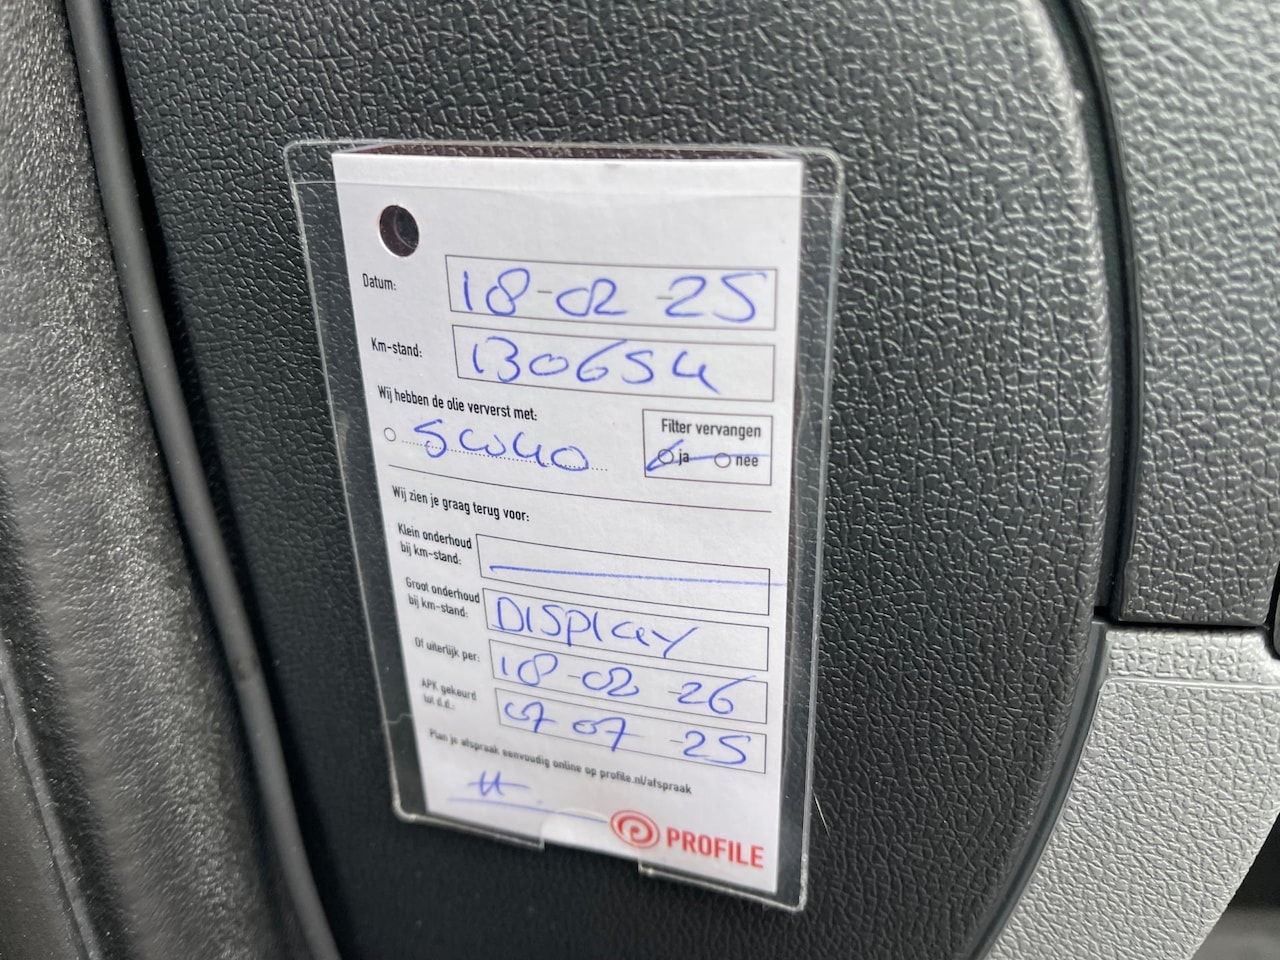 Datum: 18-02-25
Km-stand: 130654
Wij hebben de olie ververst met:
5W40
Filter vervangen
ja nee
Wij zien je graag terug voor:
Klein onderhoud
bij km-stand:
Groot onderhoud
bij km-stand: DISPLAY
Of uiterlijk per: 18-02-26
APK gekeurd
tot d.d.: 07 07 -25
Plan je afspraak eenvoudig online op profile.nl/afspraak
PROFILE